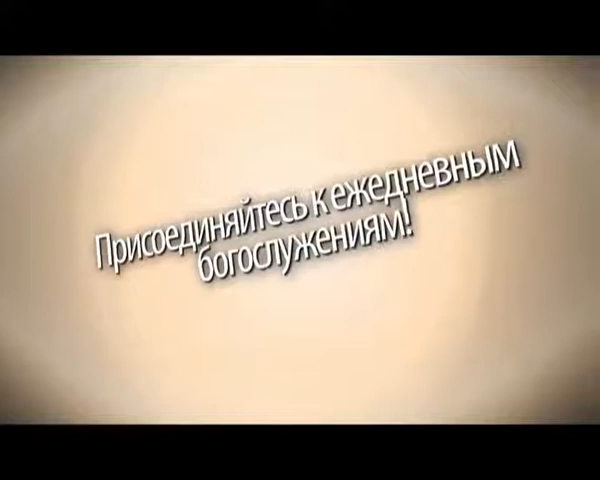 Присоединяйтесь к ежедневным
богослужениям!